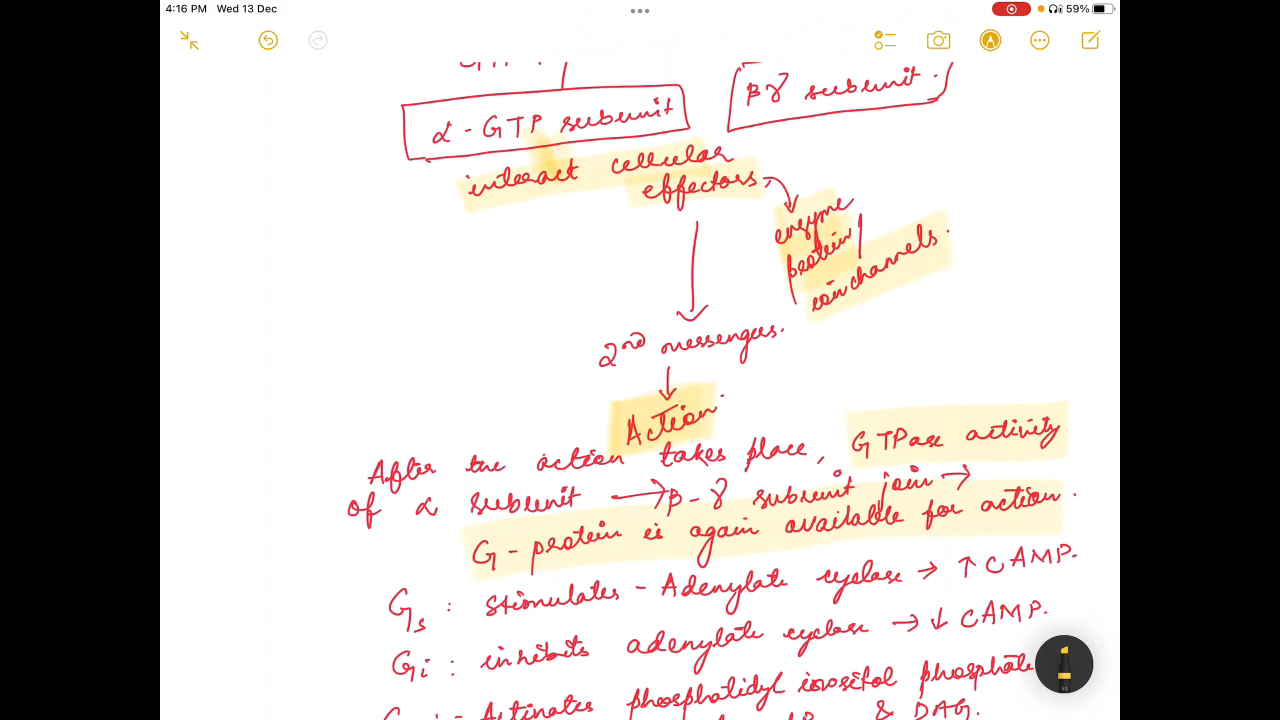 4:16 PM Wed 13 Dec
59%
α - GTP subunit
βγ subunit.
interact cellular
effectors,
enzyme
protein/
ion channels.
2nd messengers.
Action.
After the action takes place, GTPase activity
of α subunit → β-γ subunit join →
G-protein is again available for action.
Gs : Stimulates - Adenylate cyclase → ↑ CAMP.
Gi : inhibits adenylate cyclase → ↓ CAMP.
Activates phosphatidyl inositol phosphate
& DAG.